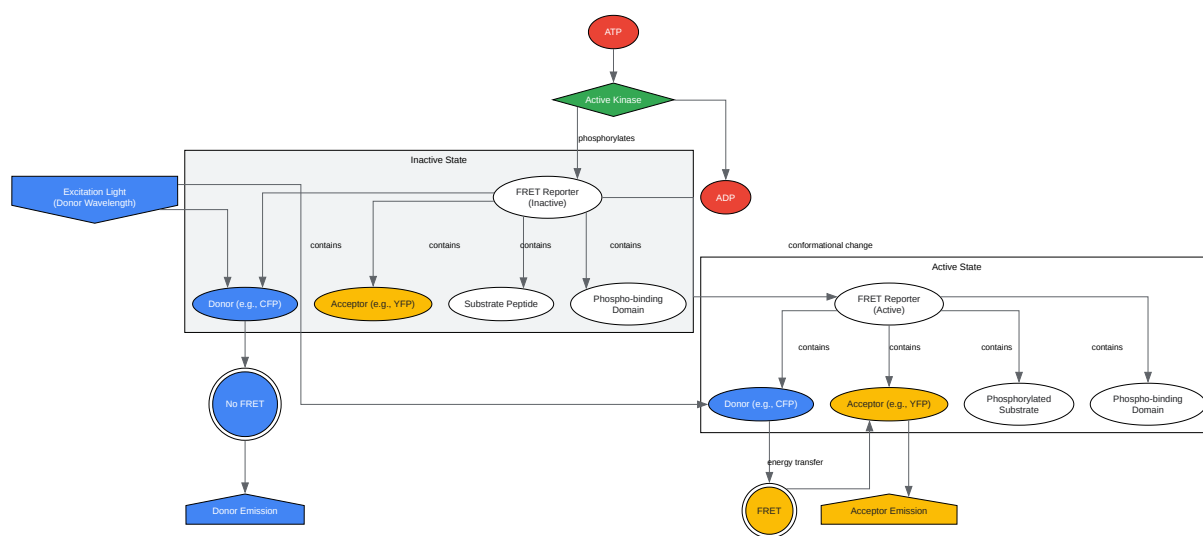 ATP
Active Kinase
phosphorylates
Inactive State
Excitation Light
(Donor Wavelength)
FRET Reporter
(Inactive)
ADP
contains
contains
contains
contains
conformational change
Active State
Donor (e.g., CFP)
Acceptor (e.g., YFP)
Substrate Peptide
Phospho-binding
Domain
FRET Reporter
(Active)
contains
contains
contains
contains
No FRET
Donor (e.g., CFP)
Acceptor (e.g., YFP)
Phosphorylated
Substrate
Phospho-binding
Domain
energy transfer
Donor Emission
FRET
Acceptor Emission